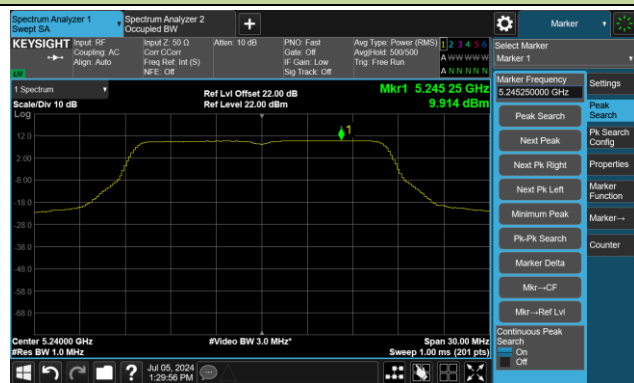 Spectrum Analyzer 1
Swept SA
Spectrum Analyzer 2
Occupied BW
+
Marker
KEYSIGHT
Input: RF
Coupling: AC
Align: Auto
Input Z: 50 Ω
Corr CCorr
Freq Ref: Int (S)
NFE: Off
Atten: 10 dB
PNO: Fast
Gate: Off
IF Gain: Low
Sig Track: Off
Avg Type: Power (RMS)
Avg|Hold: 500/500
Trig: Free Run
1 2 3 4 5 6
A WW W W W
A N N N N N
Select Marker
Marker 1
1 Spectrum
Scale/Div 10 dB
Log
Ref Lvl Offset 22.00 dB
Ref Level 22.00 dBm
Mkr1 5.245 25 GHz
9.914 dBm
1
12.0
2.00
-8.00
-18.0
-28.0
-38.0
-48.0
-58.0
-68.0
Center 5.24000 GHz
#Res BW 1.0 MHz
#Video BW 3.0 MHz*
Span 30.00 MHz
Sweep 1.00 ms (201 pts)
Marker Frequency
5.245250000 GHz
Peak Search
Next Peak
Next Pk Right
Next Pk Left
Minimum Peak
Pk-Pk Search
Marker Delta
Mkr→CF
Mkr→Ref Lvl
Continuous Peak
Search
On
Off
Settings
Peak
Search
Pk Search
Config
Properties
Marker
Function
Marker→
Counter
?
Jul 05, 2024
1:29:56 PM